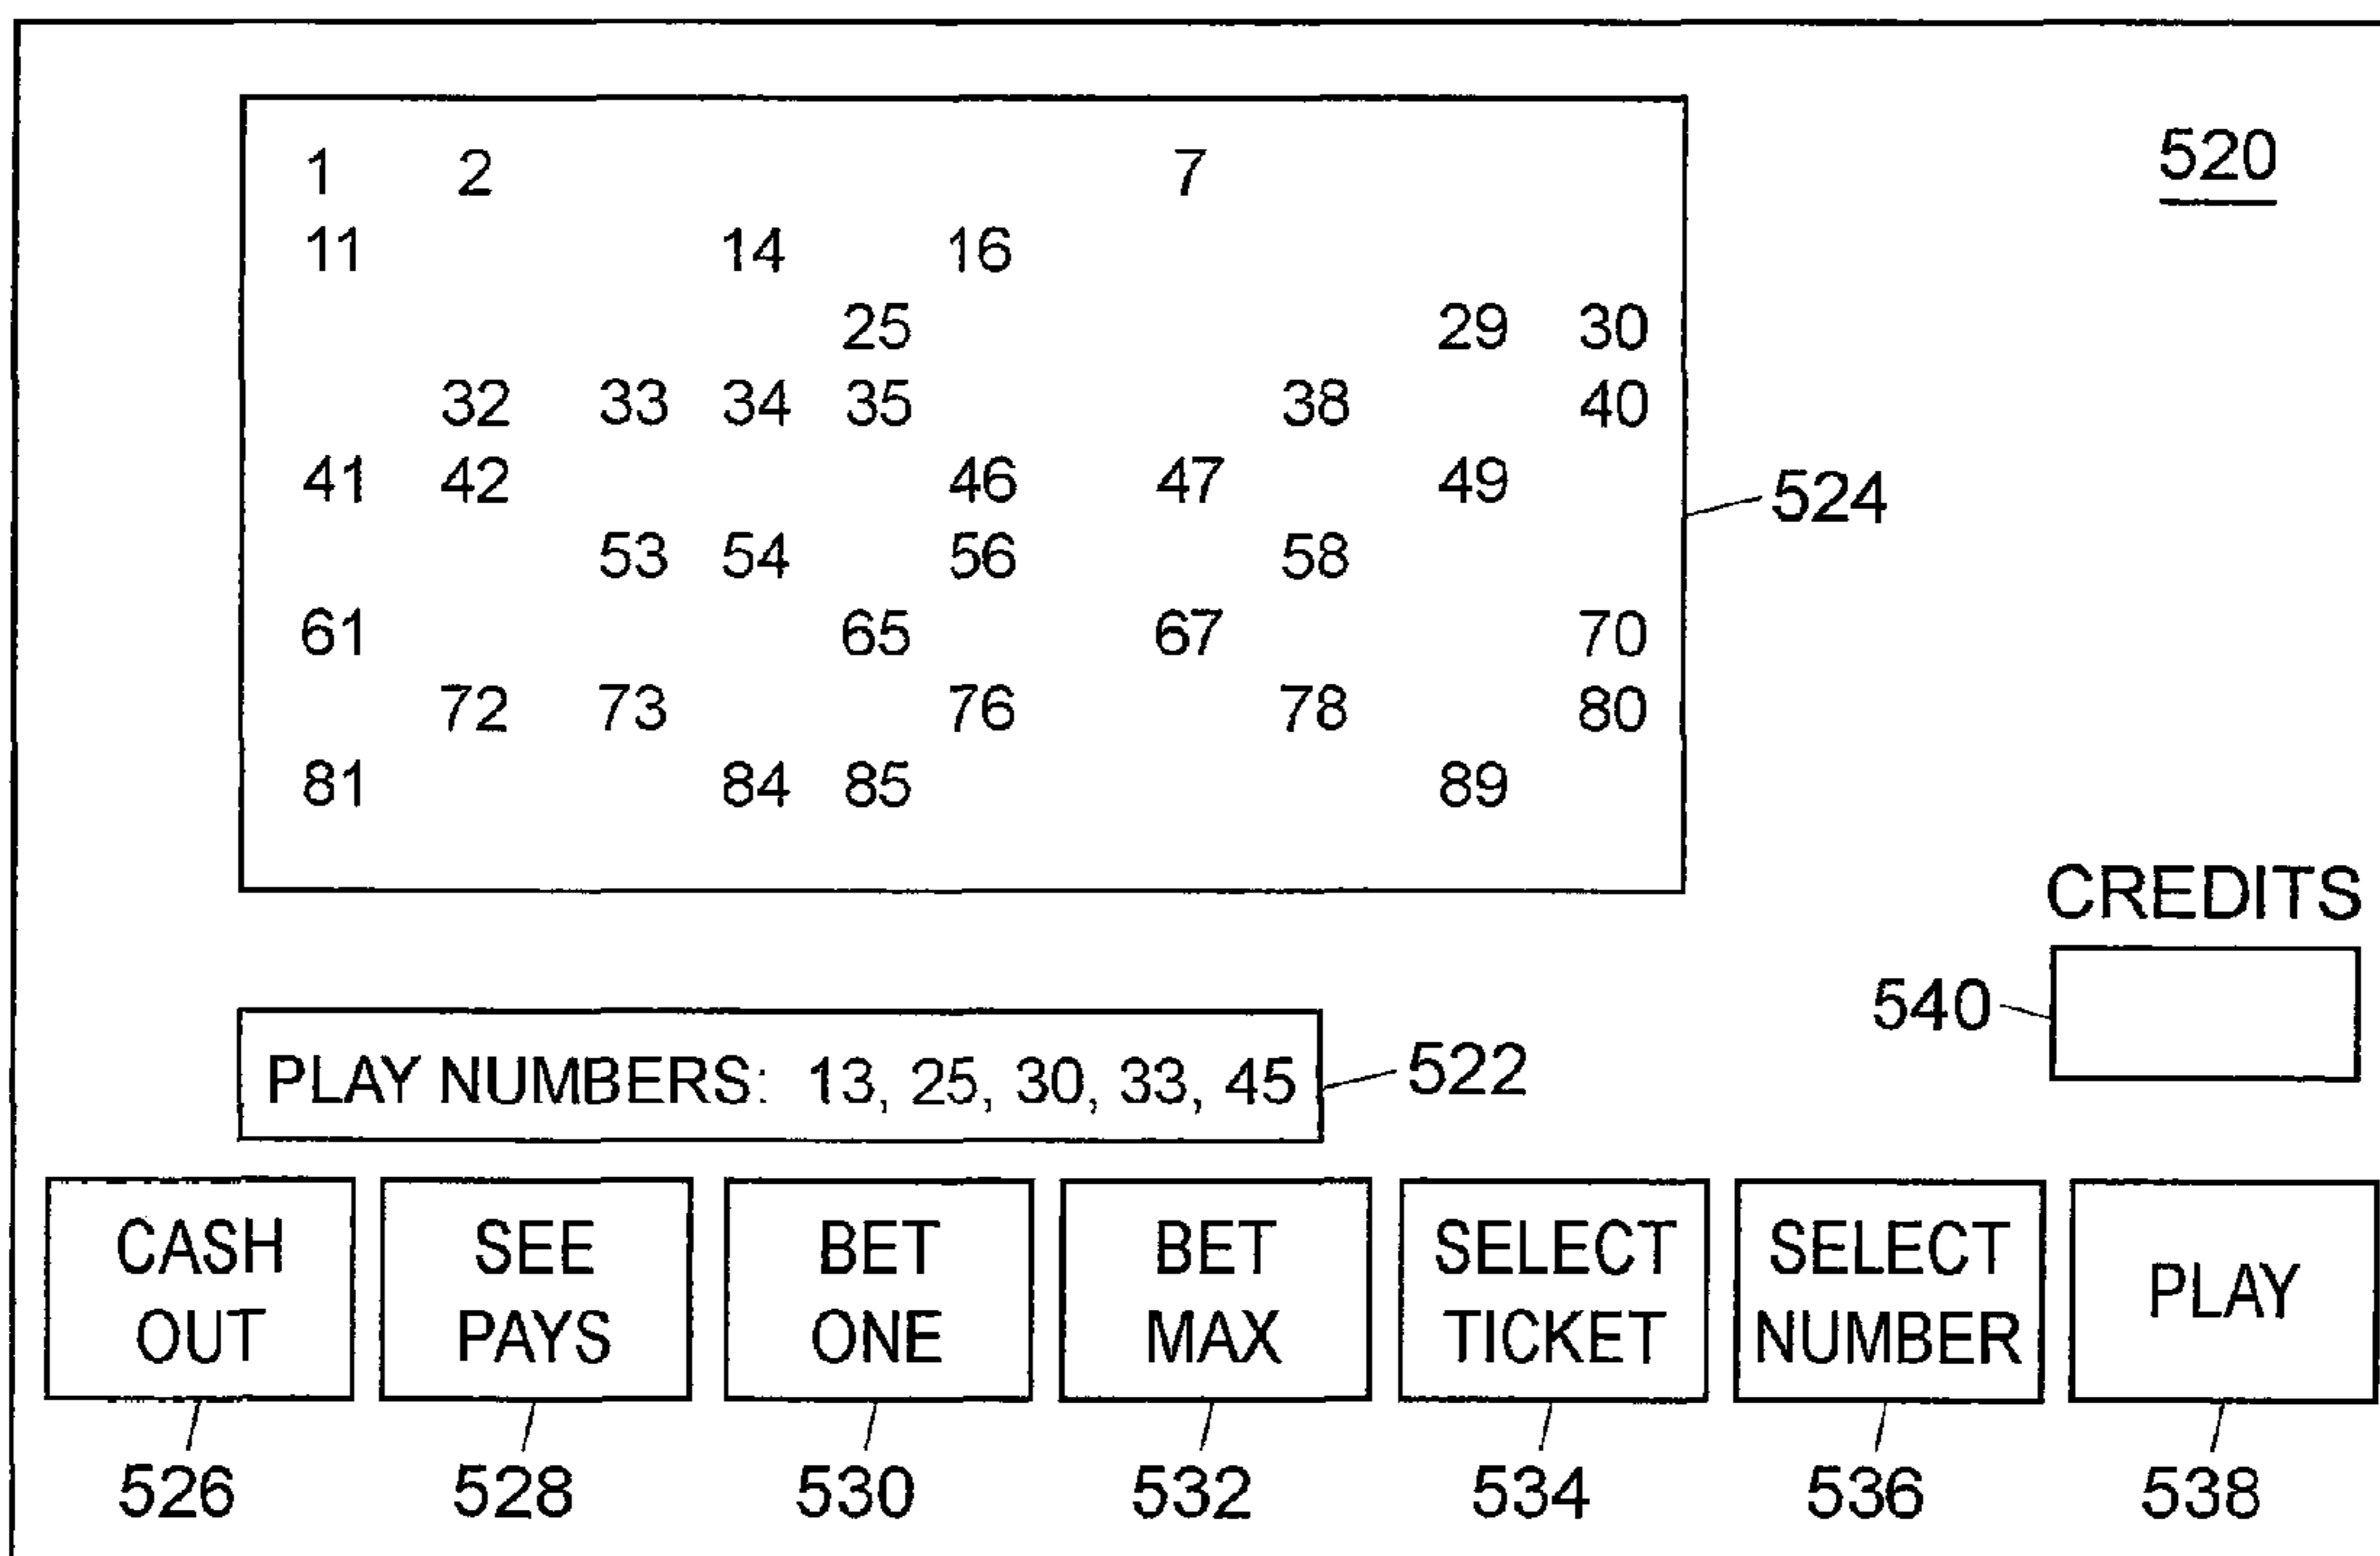 1 2 7
520
11 14 16
25 29 30
32 33 34 35 38 40
41 42 46 47 49
524
53 54 56 58
61 65 67 70
72 73 76 78 80
81 84 85 89
CREDITS
540
PLAY NUMBERS: 13, 25, 30, 33, 45
522
CASH
OUT
SEE
PAYS
BET
ONE
BET
MAX
SELECT
TICKET
SELECT
NUMBER
PLAY
526 528 530 532 534 536 538